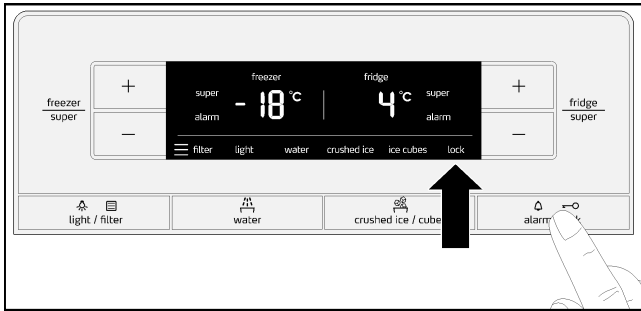 freezer
super
+
−
freezer
super
alarm
- 18 °C
fridge
4 °C
super
alarm
filter light water crushed ice ice cubes lock
+
−
fridge
super
light / filter
water
crushed ice / cube
alarm